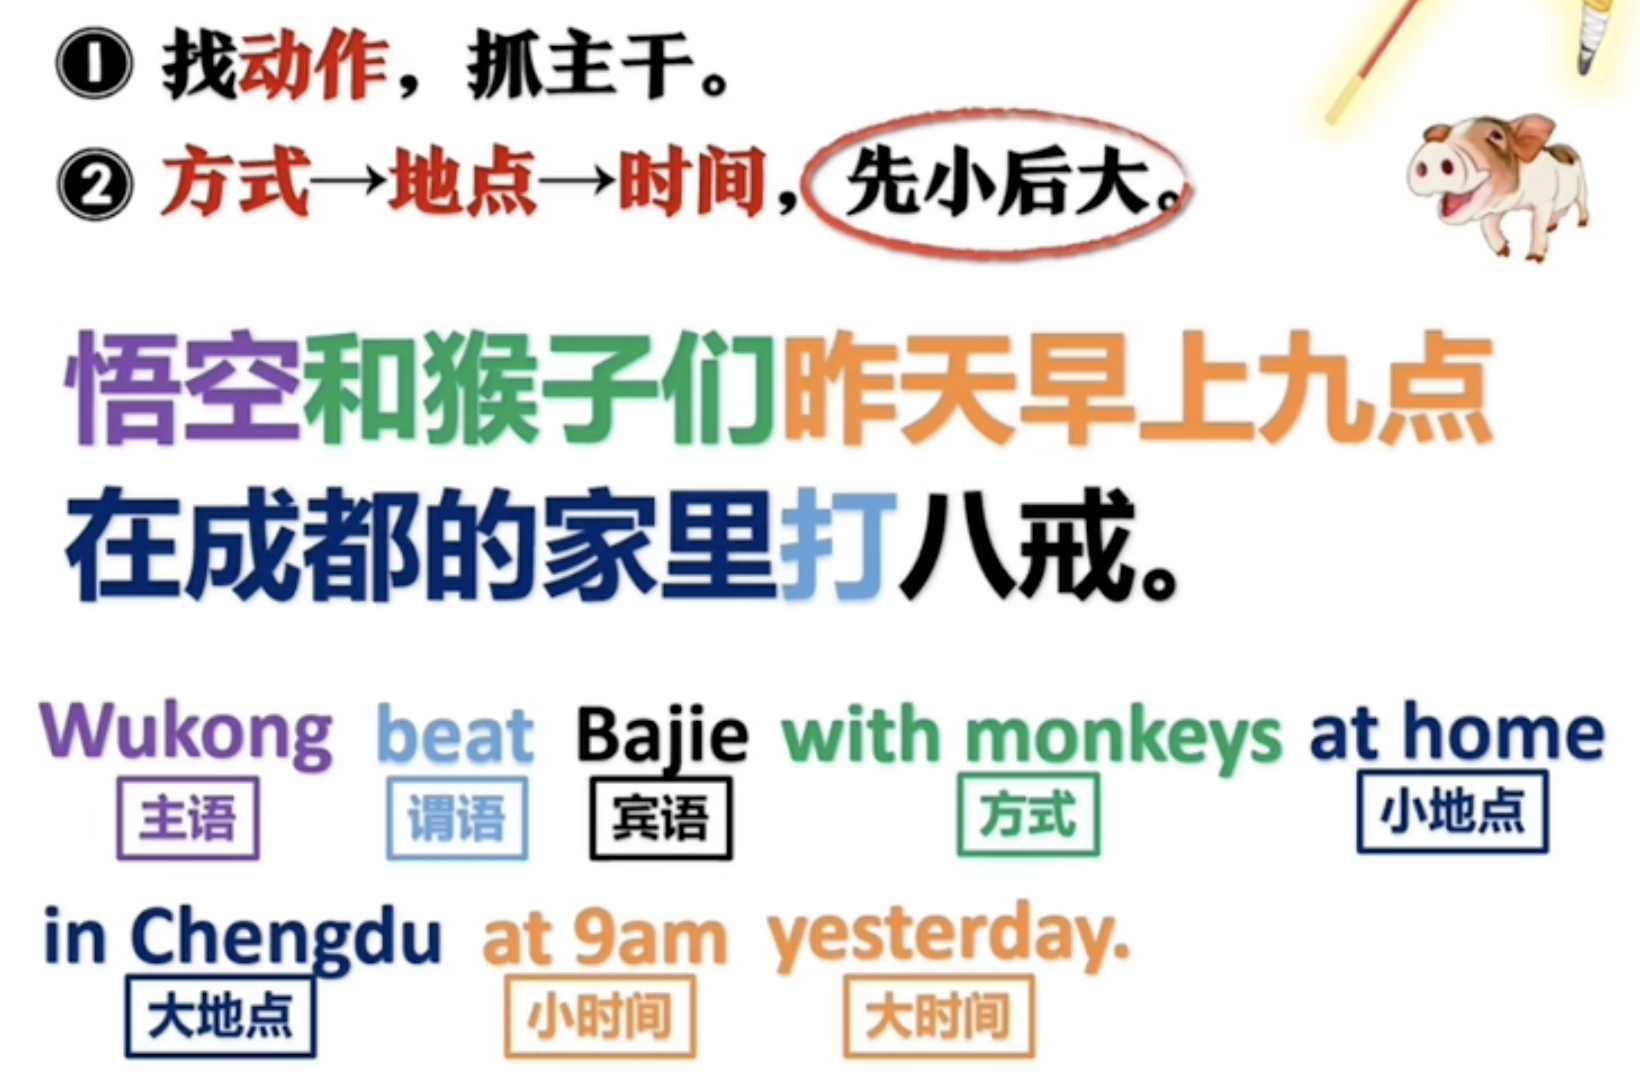 ① 找动作，抓主干。
② 方式→地点→时间，先小后大。
悟空和猴子们昨天早上九点
在成都的家里打八戒。
Wukong beat Bajie with monkeys at home
主语 谓语 宾语 方式 小地点
in Chengdu at 9am yesterday.
大地点 小时间 大时间